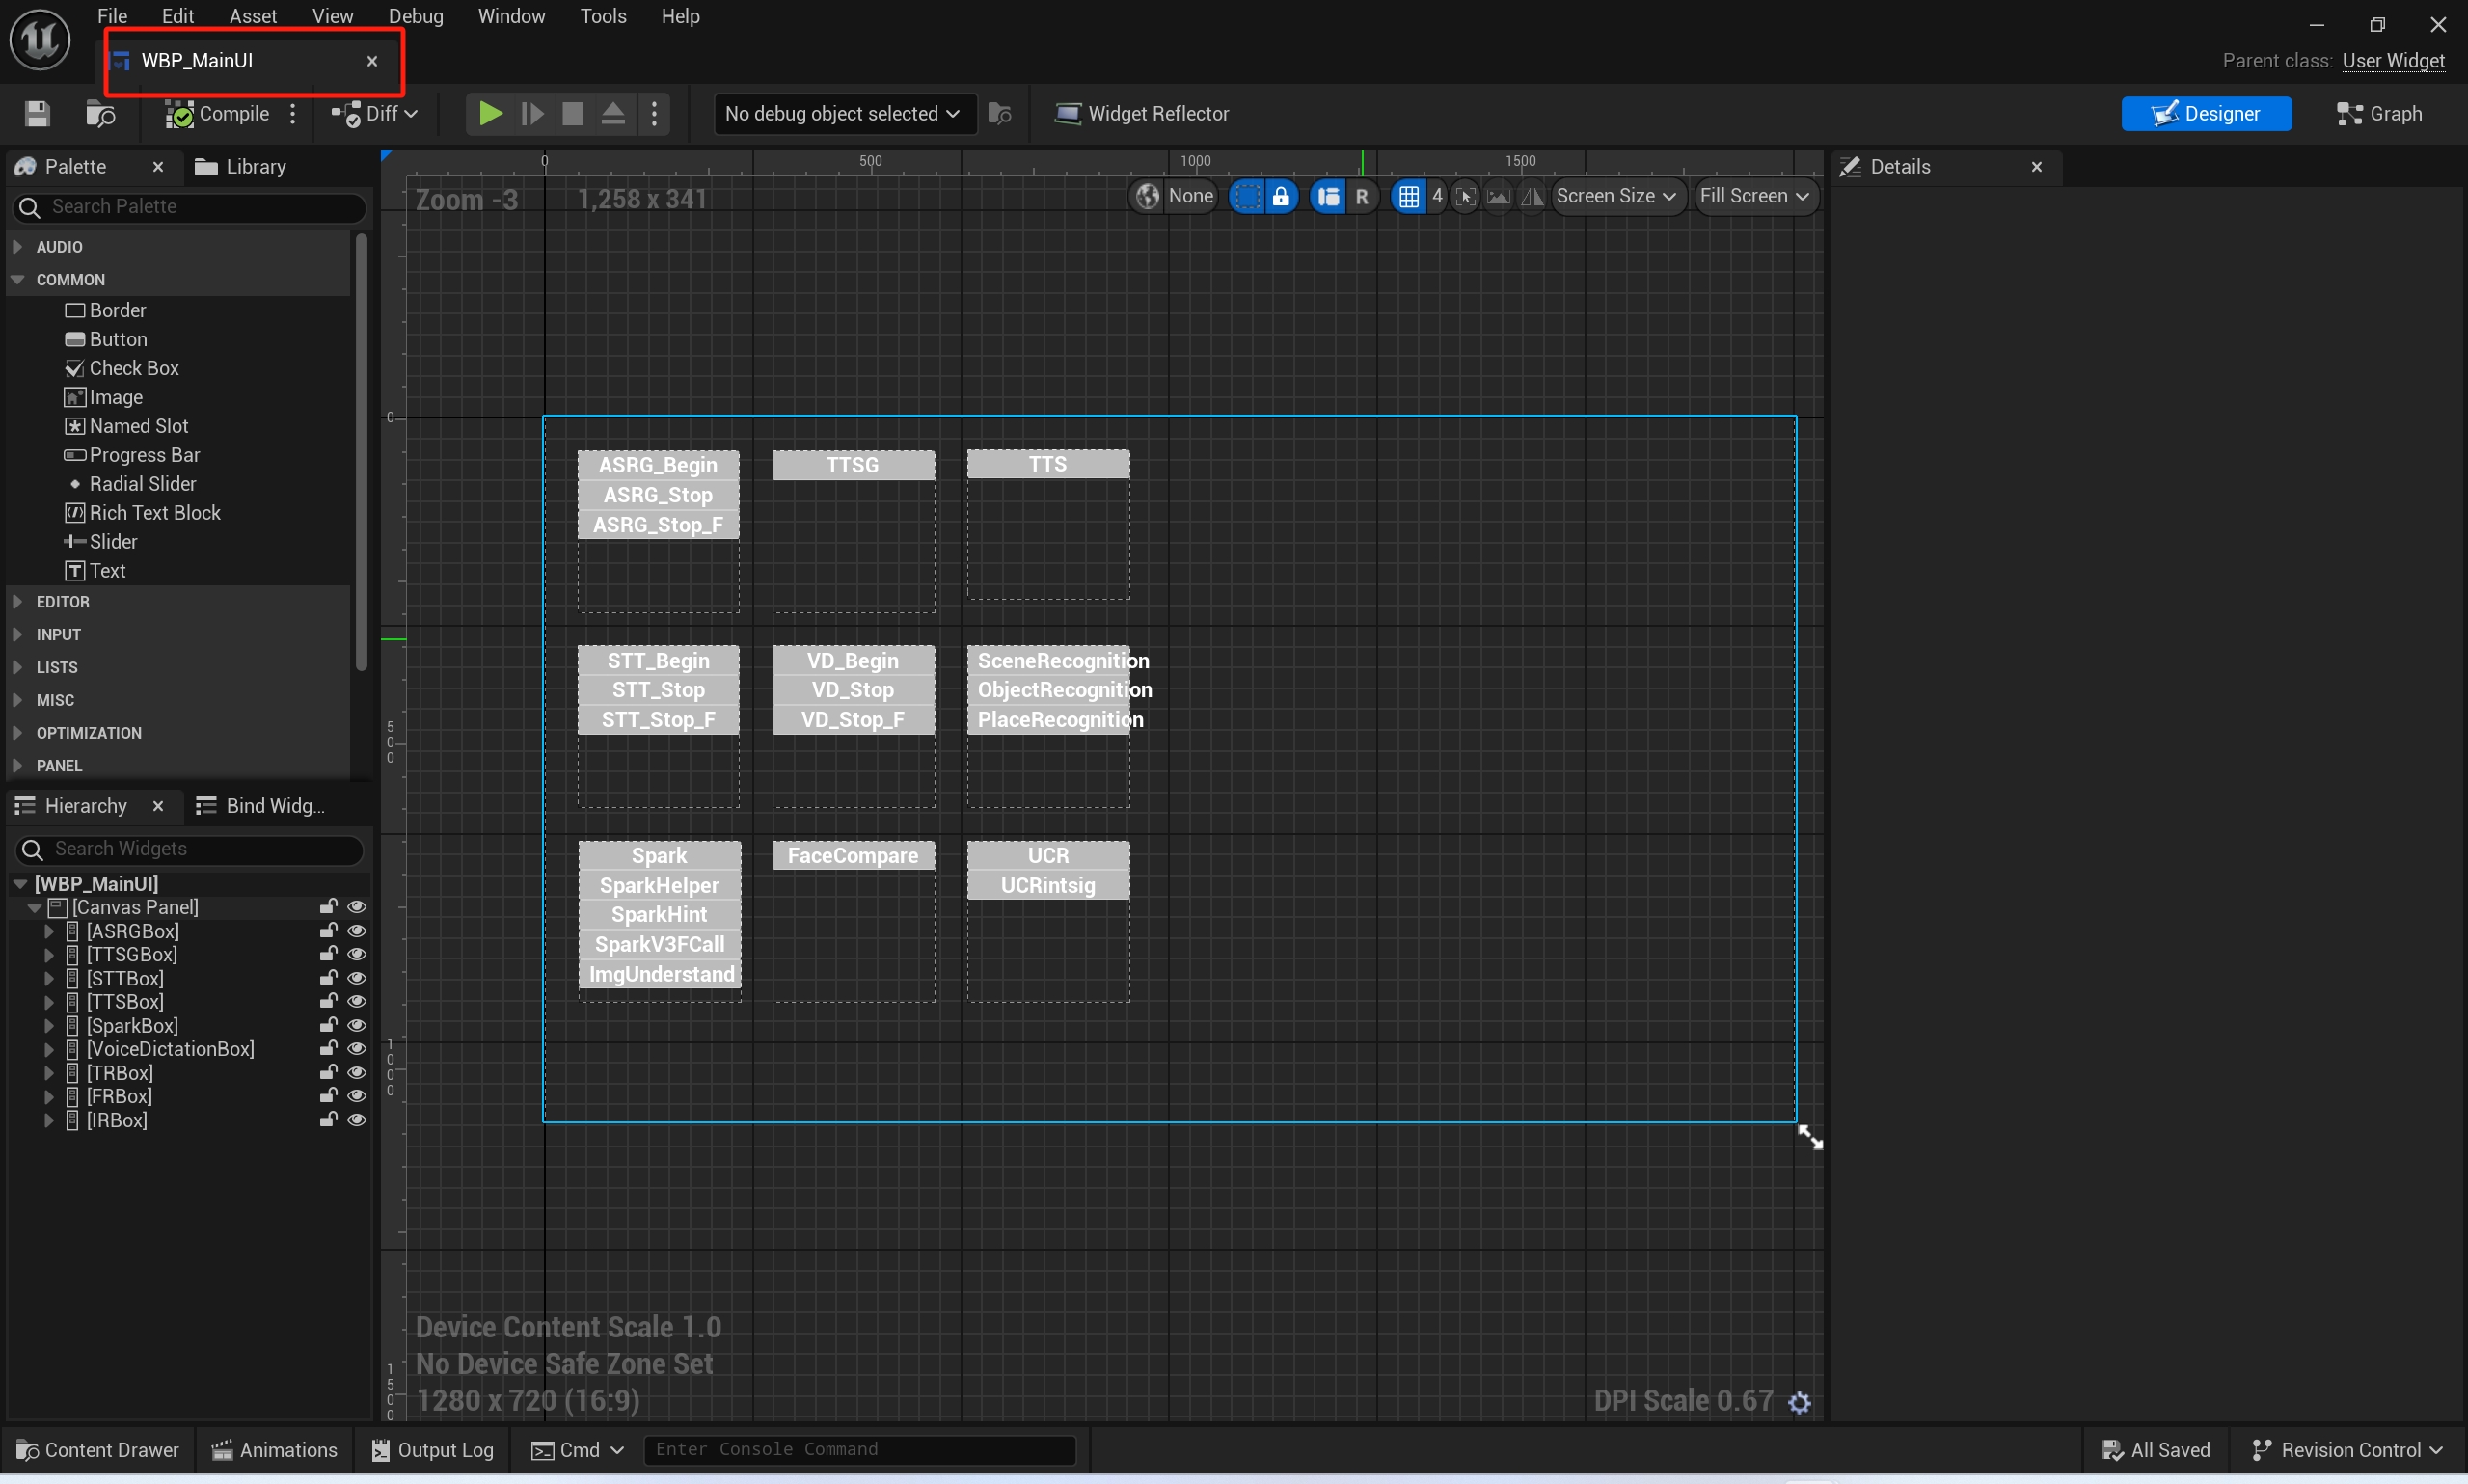 File Edit Asset View Debug Window Tools Help
WBP_MainUI
Parent class: User Widget
Compile Diff No debug object selected Widget Reflector Designer Graph
Palette Library
Search Palette
AUDIO
COMMON
Border
Button
Check Box
Image
Named Slot
Progress Bar
Radial Slider
Rich Text Block
Slider
Text
EDITOR
INPUT
LISTS
MISC
OPTIMIZATION
PANEL
Hierarchy Bind Widg...
Search Widgets
[WBP_MainUI]
[Canvas Panel]
[ASRGBox]
[TTSGBox]
[STTBox]
[TTSBox]
[SparkBox]
[VoiceDictationBox]
[TRBox]
[FRBox]
[IRBox]
0 500 1000 1500
Zoom -3 1,258 x 341 None R 4 Screen Size Fill Screen
0
500
1000
1500
ASRG_Begin
ASRG_Stop
ASRG_Stop_F
TTSG
TTS
STT_Begin
STT_Stop
STT_Stop_F
VD_Begin
VD_Stop
VD_Stop_F
SceneRecognition
ObjectRecognition
PlaceRecognition
Spark
SparkHelper
SparkHint
SparkV3FCall
ImgUnderstand
FaceCompare
UCR
UCRintsig
Device Content Scale 1.0
No Device Safe Zone Set
1280 x 720 (16:9)
DPI Scale 0.67
Details
Content Drawer Animations Output Log Cmd Enter Console Command All Saved Revision Control